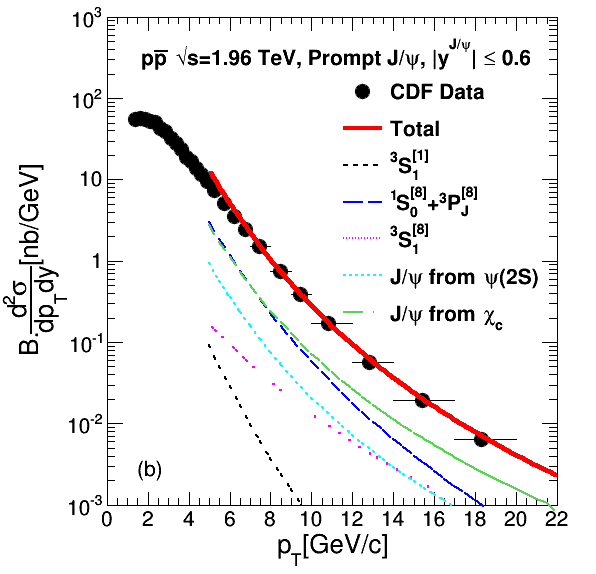 pp̅ √s=1.96 TeV, Prompt J/ψ, |y^{J/ψ}| ≤ 0.6
CDF Data
Total
³S₁^{[1]}
¹S₀^{[8]}+³P_J^{[8]}
³S₁^{[8]}
J/ψ from ψ(2S)
J/ψ from χ_c
(b)
B.d²σ/dp_Tdy[nb/GeV]
10³
10²
10
1
10⁻¹
10⁻²
10⁻³
0 2 4 6 8 10 12 14 16 18 20 22
p_T[GeV/c]